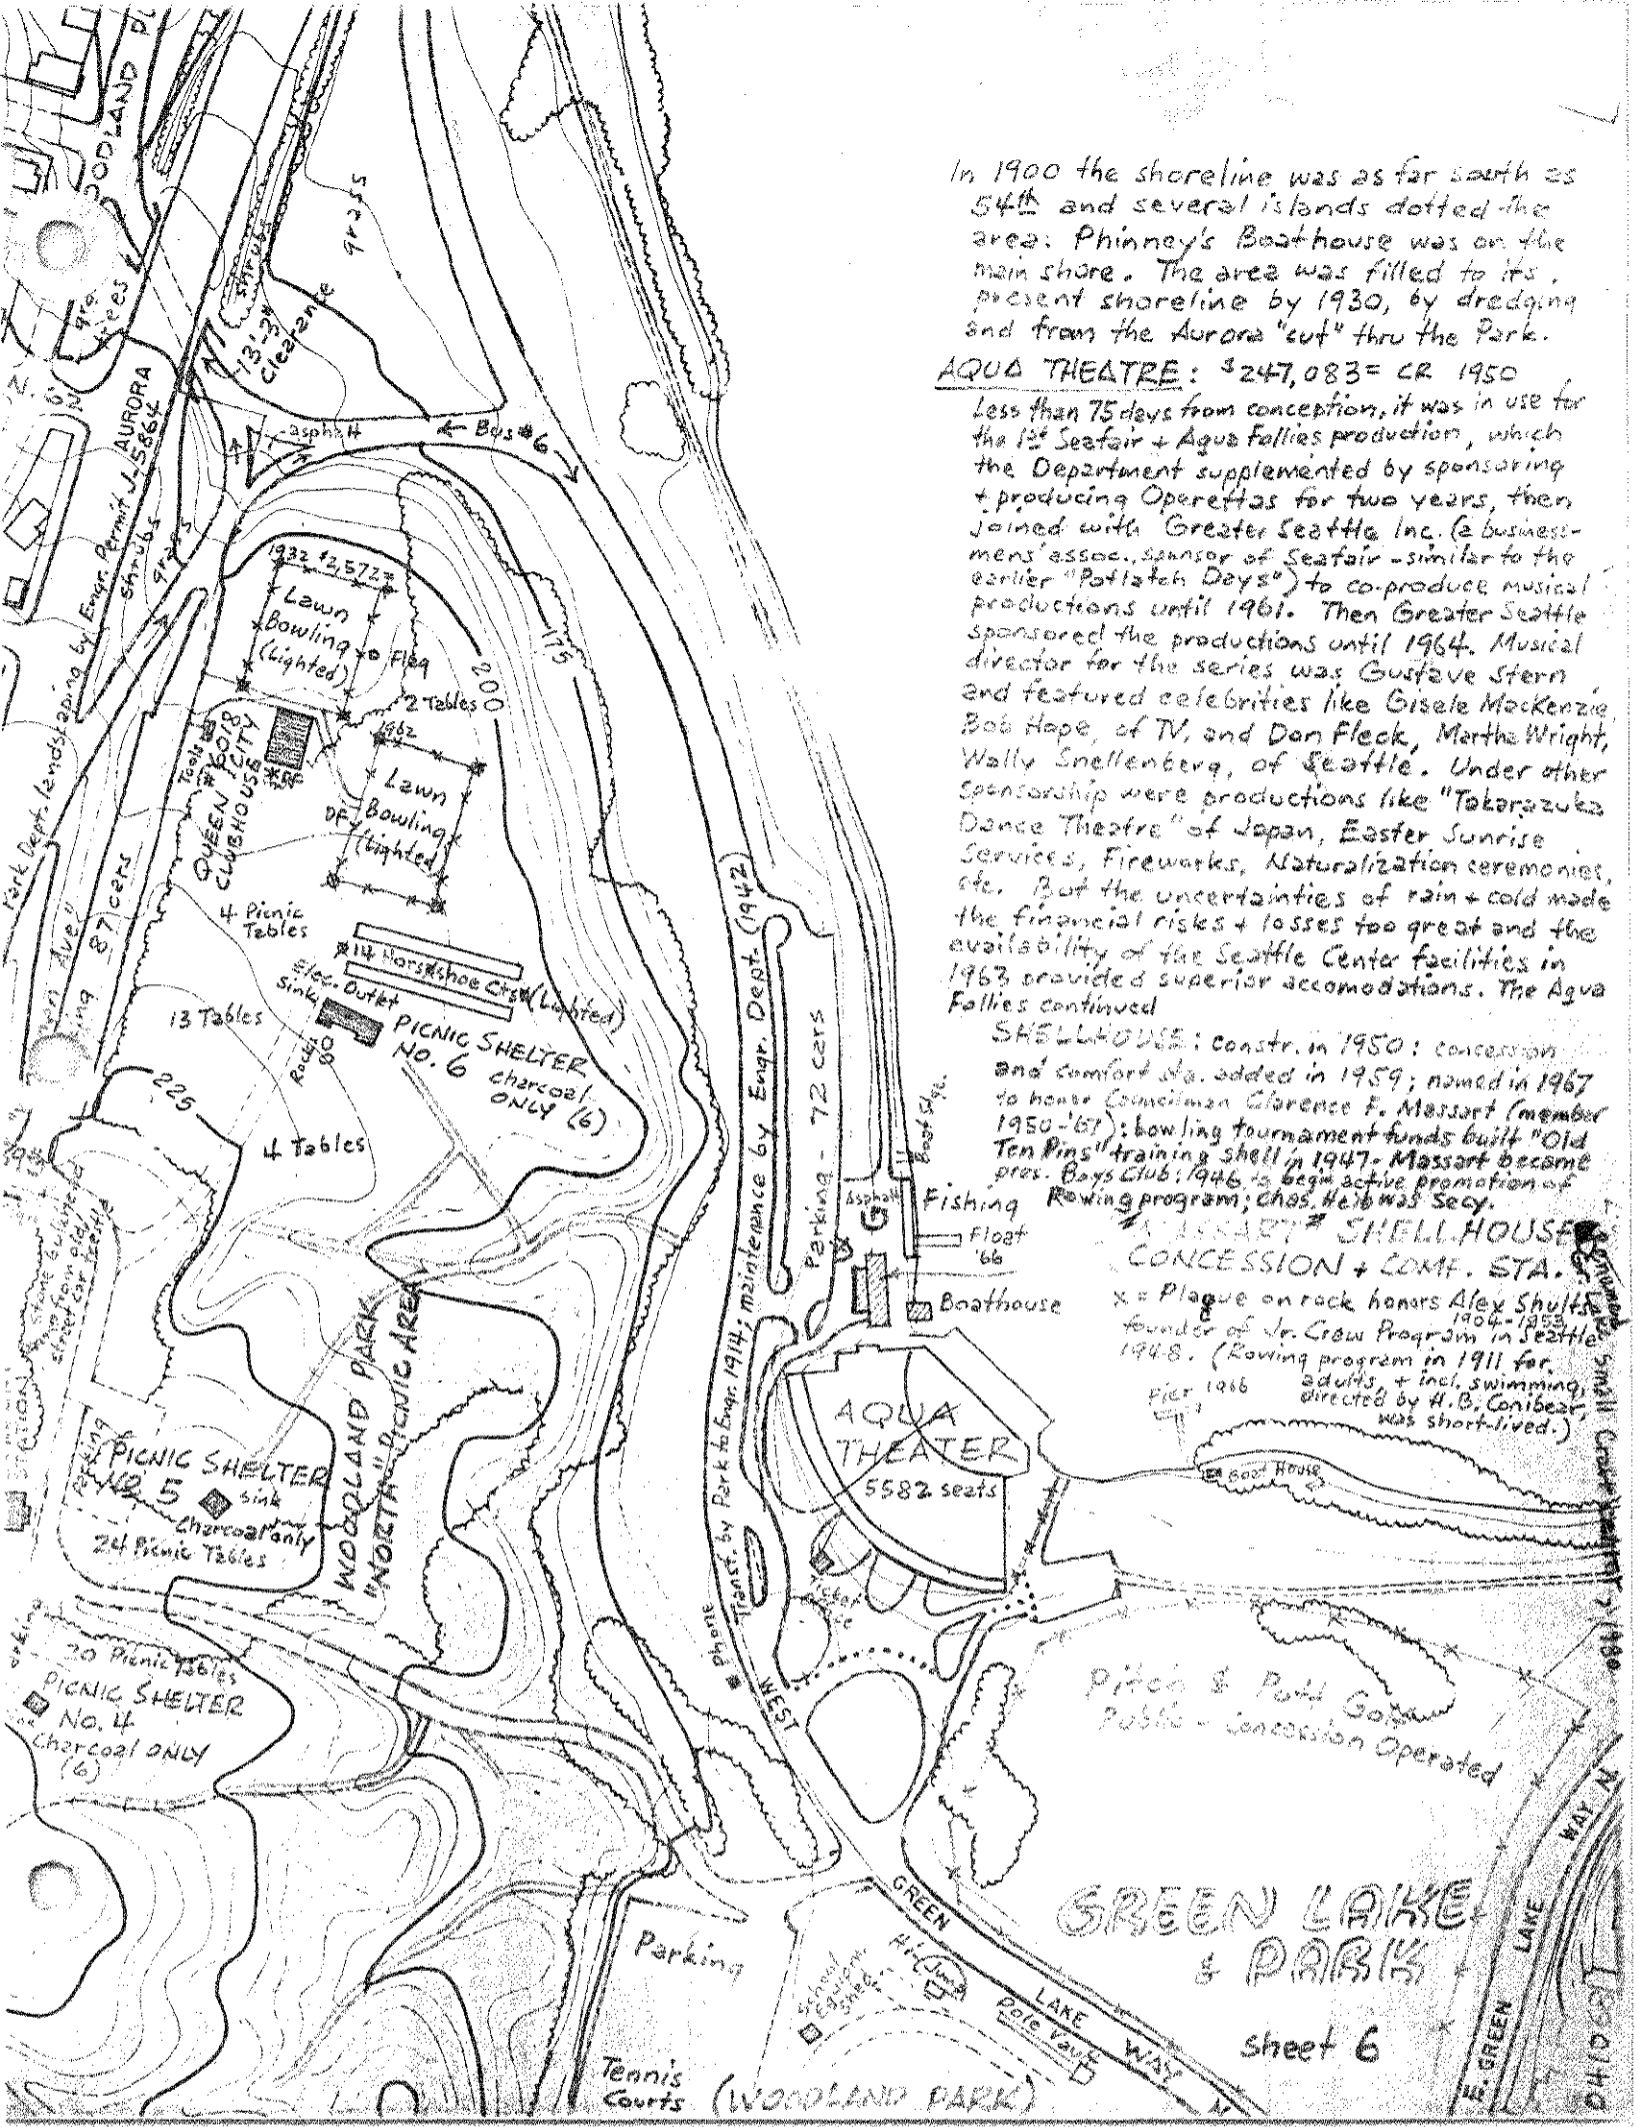 In 1900 the shoreline was as far south as
54th and several islands dotted the
area: Phinney's Boathouse was on the
main shore. The area was filled to its
present shoreline by 1930, by dredging
and from the Aurora "cut" thru the Park.
AQUA THEATRE: $247,083= CR 1950
Less than 75 days from conception, it was in use for
the 1st Seafair + Aqua Follies production, which
the Department supplemented by sponsoring
+ producing Operettas for two years, then
joined with Greater Seattle Inc. (a business-
mens' assoc., sponsor of Seafair - similar to the
earlier "Potlatch Days") to co-produce musical
productions until 1961. Then Greater Seattle
sponsored the productions until 1964. Musical
director for the series was Gustave Stern
and featured celebrities like Gisele MacKenzie,
Bob Hope, of TV, and Don Fleck, Martha Wright,
Wally Snellenberg, of Seattle. Under other
sponsorship were productions like "Takarazuka
Dance Theatre" of Japan, Easter Sunrise
Services, Fireworks, Naturalization ceremonies,
etc. But the uncertainties of rain + cold made
the financial risks + losses too great and the
availability of the Seattle Center facilities in
1963 provided superior accomodations. The Aqua
Follies continued
SHELLHOUSE: constr. in 1950: concession
and comfort sta. added in 1959; named in 1967
to honor Councilman Clarence F. Massart (member
1950-'67); bowling tournament funds built "Old
Ten Pins" training shell in 1947. Massart became
pres. Boys Club: 1946 to begin active promotion of
Rowing program; Chas. Helb was Secy.
"MASSART" SHELLHOUSE
CONCESSION + COMF. STA.
x = Plaque on rock honors Alex Shults,
1904-1953
founder of Jr. Crew Program in Seattle
1948. (Rowing program in 1911 for
adults, + incl. swimming,
directed by H.B. Conibear,
was short-lived.)
Pier 1966
Boat House
WOODLAND PL
grass
shrubs
13'-3"
Clearance
trees
N.
AURORA
Park Dept. landscaping by Engr. Permit J-5864
shrubs
grass
asphalt
← Bus #6 →
1932 $2,572=
Lawn
Bowling
(Lighted)
Flag
175
200
2 Tables
1962
Lawn
Bowling
(Lighted)
DF
Tools
QUEEN CITY
CLUBHOUSE
#6018
87 cars
4 Picnic
Tables
14 Horseshoe Cts. (Lighted)
Elec. Outlet
Sink
Rocky
PICNIC SHELTER
NO. 6
charcoal
ONLY (6)
13 Tables
225
4 Tables
Stone bulkhead
from old
street car trestle
WOODLAND PARK
"NORTH" PICNIC AREA
Parking
PICNIC SHELTER
5
sink
Charcoal only
24 Picnic Tables
20 Picnic Tables
PICNIC SHELTER
No. 4
Charcoal ONLY
(6)
Transf. by Park to Engr. 1914; maintenance by Engr. Dept. (1942)
Parking - 72 cars
Boat Stg.
Asphalt
Fishing
Float
'66
Boathouse
AQUA
THEATER
5582 seats
Phone
WEST
GREEN
LAKE
WAY
N
Pitch & Putt Golf
Public - Concession Operated
GREEN LAKE
& PARK
sheet 6
E. GREEN
LAKE
WAY N
Parking
School
Equipm.
Shed
Hi. Jump
Pole Vault
Tennis
Courts
(WOODLAND PARK)